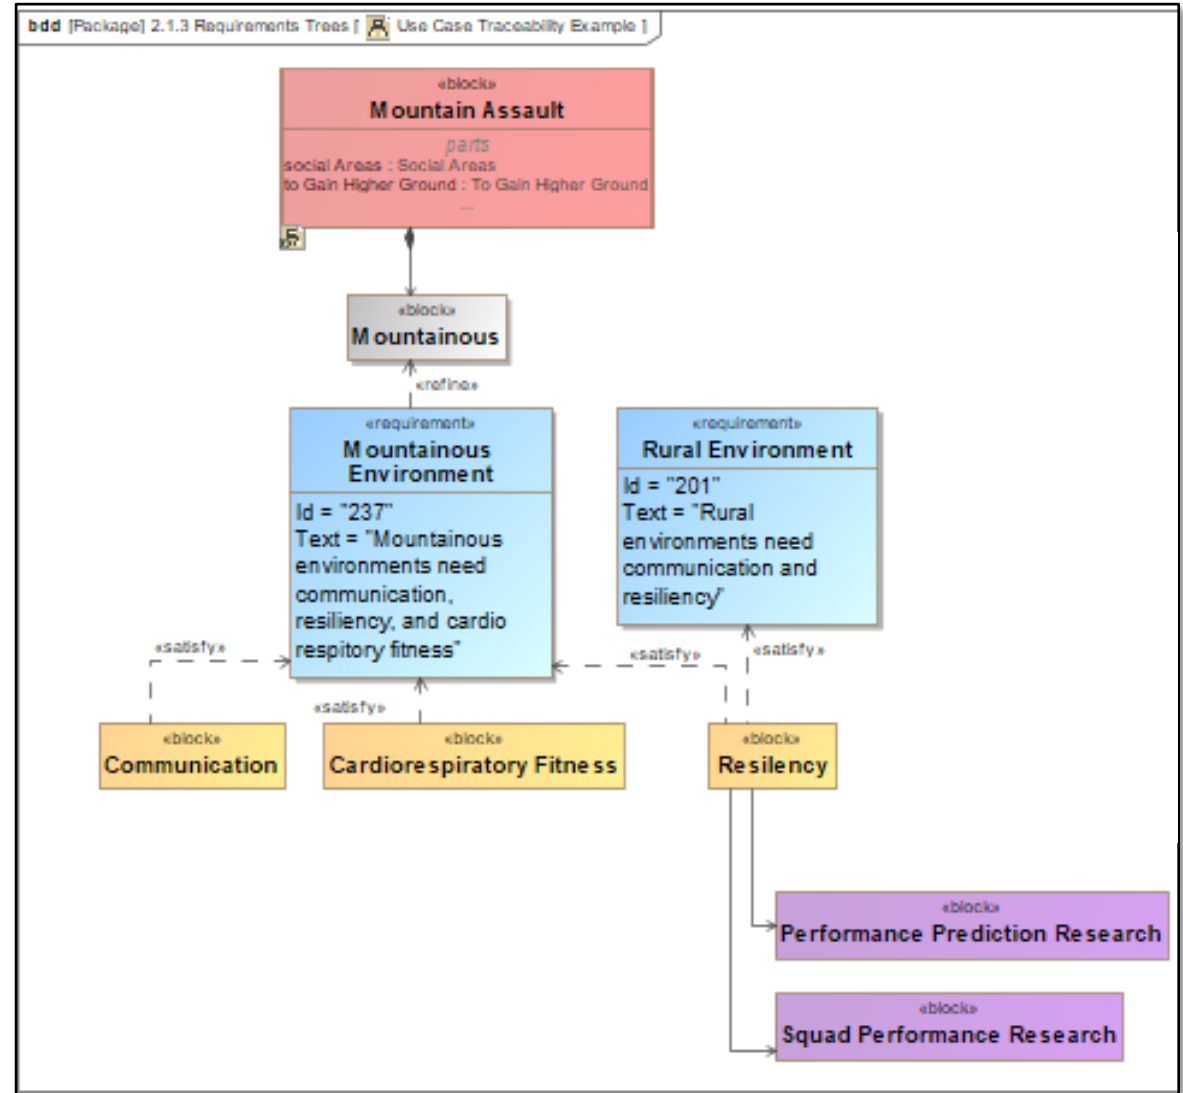 bdd [Package] 2.1.3 Requirements Trees [ Use Case Traceability Example ]
«block»
Mountain Assault
parts
social Areas : Social Areas
to Gain Higher Ground : To Gain Higher Ground
...
«block»
Mountainous
«refine»
«requirement»
Mountainous
Environment
Id = "237"
Text = "Mountainous
environments need
communication,
resiliency, and cardio
respitory fitness"
«requirement»
Rural Environment
Id = "201"
Text = "Rural
environments need
communication and
resiliency"
«satisfy»
«satisfy»
«satisfy»
«satisfy»
«block»
Communication
«block»
Cardiorespiratory Fitness
«block»
Resilency
«block»
Performance Prediction Research
«block»
Squad Performance Research